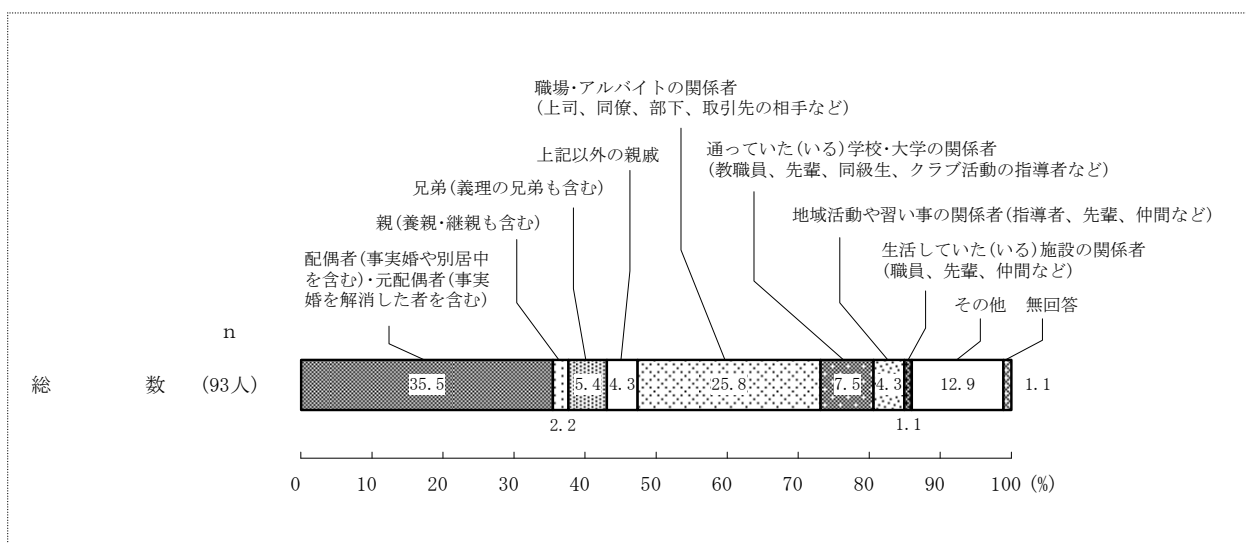 職場・アルバイトの関係者
(上司、同僚、部下、取引先の相手など)
通っていた(いる)学校・大学の関係者
(教職員、先輩、同級生、クラブ活動の指導者など)
上記以外の親戚
兄弟(義理の兄弟も含む)
地域活動や習い事の関係者(指導者、先輩、仲間など)
親(養親・継親も含む)
生活していた(いる)施設の関係者
(職員、先輩、仲間など)
配偶者(事実婚や別居中
を含む)・元配偶者(事実
婚を解消した者を含む)
その他 無回答
n
総 数 (93人) 35.5 5.4 4.3 25.8 7.5 4.3 12.9 1.1
2.2 1.1
0 10 20 30 40 50 60 70 80 90 100 (%)